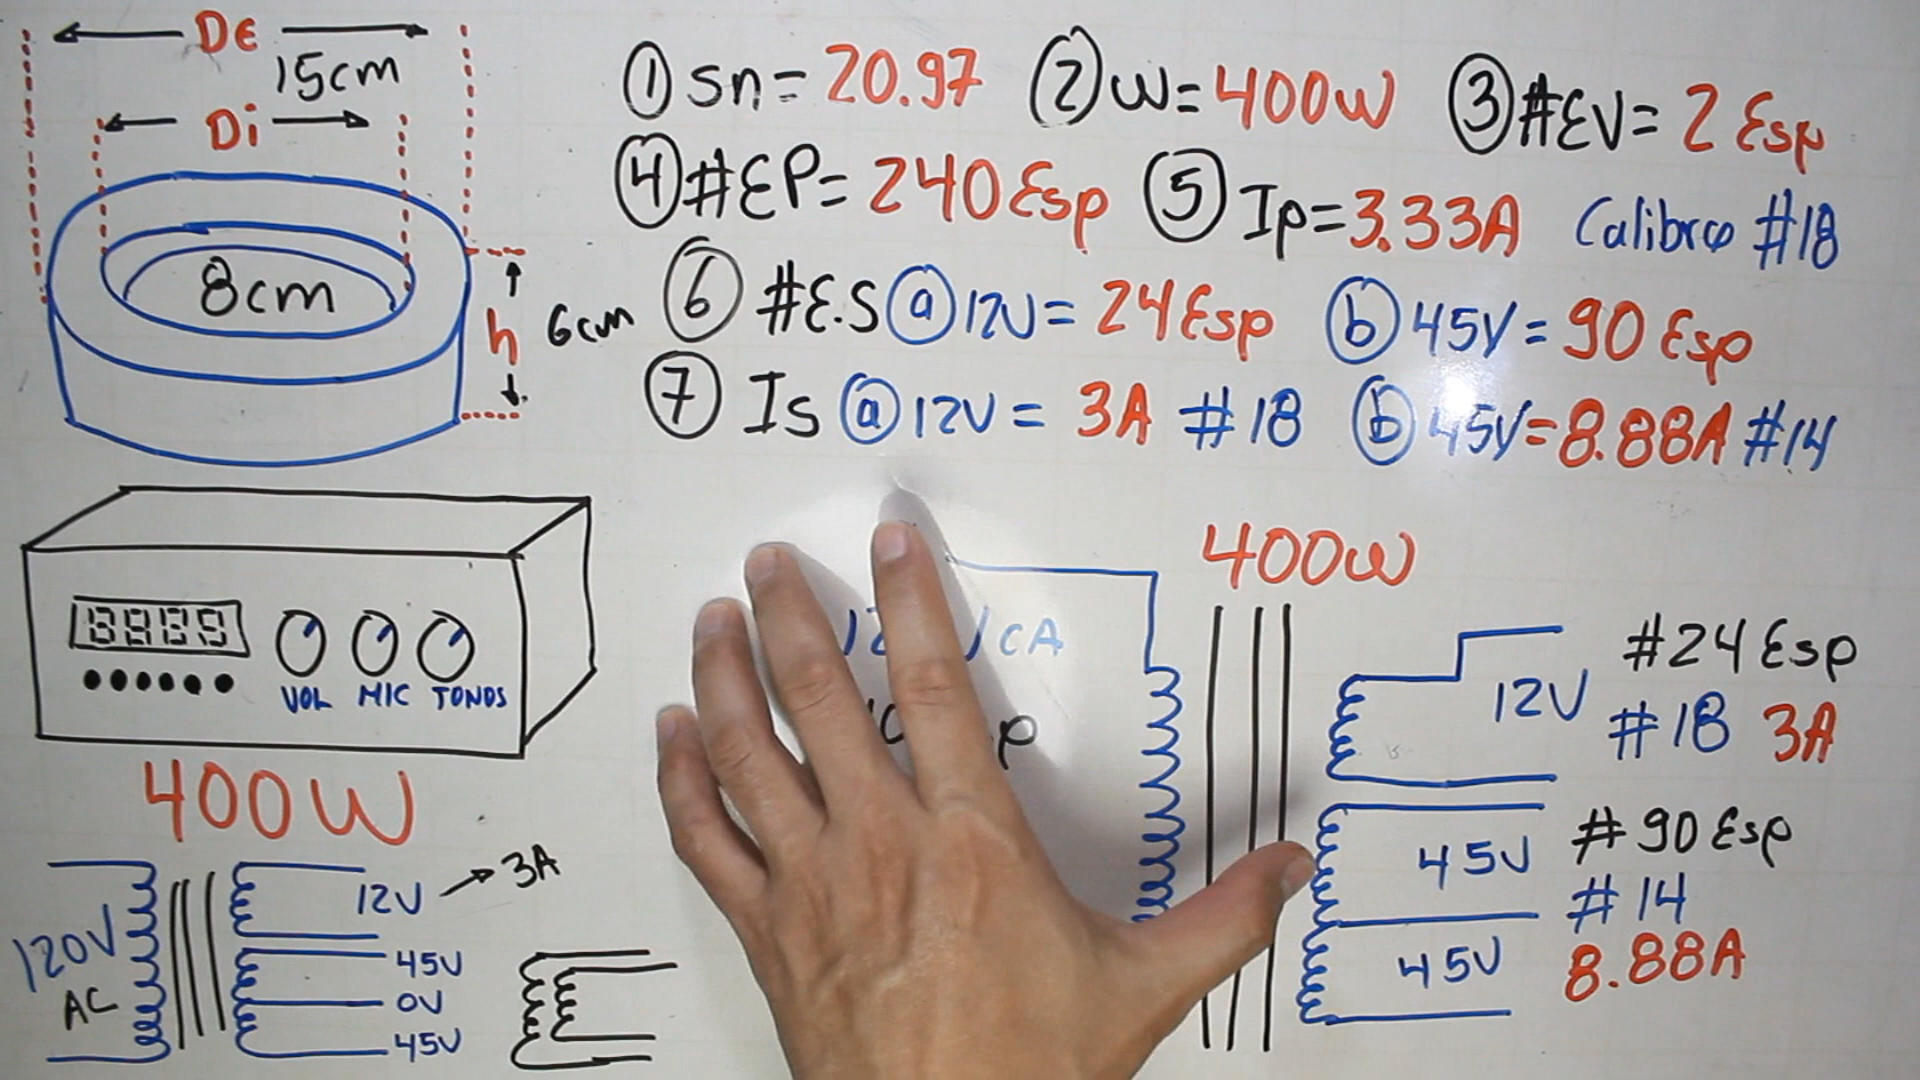 DE
15cm
Di
8cm
h 6cm
① Sn = 20.97 ② W = 400W ③ #EV = 2 Esp
④ #EP = 240 Esp ⑤ Ip = 3.33A Calibre #18
⑥ #E.S ⓐ 12V = 24 Esp ⓑ 45V = 90 Esp
⑦ Is ⓐ 12V = 3A #18 ⓑ 45V = 8.88A #14
VOL MIC TONOS
400W
120V
AC
12V → 3A
45V
0V
45V
400W
CA
12V
#24 Esp
#18 3A
45V
#90 Esp
#14
45V
8.88A